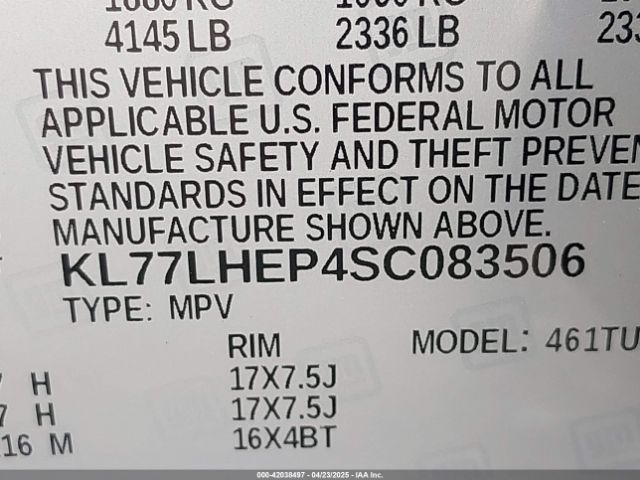 4145 LB 2336 LB
THIS VEHICLE CONFORMS TO ALL
APPLICABLE U.S. FEDERAL MOTOR
VEHICLE SAFETY AND THEFT PREVEN
STANDARDS IN EFFECT ON THE DATE
MANUFACTURE SHOWN ABOVE.
KL77LHEP4SC083506
TYPE: MPV
RIM MODEL: 461TU
H 17X7.5J
H 17X7.5J
16 M 16X4BT
000-42038497 - 04/23/2025 - IAA Inc.